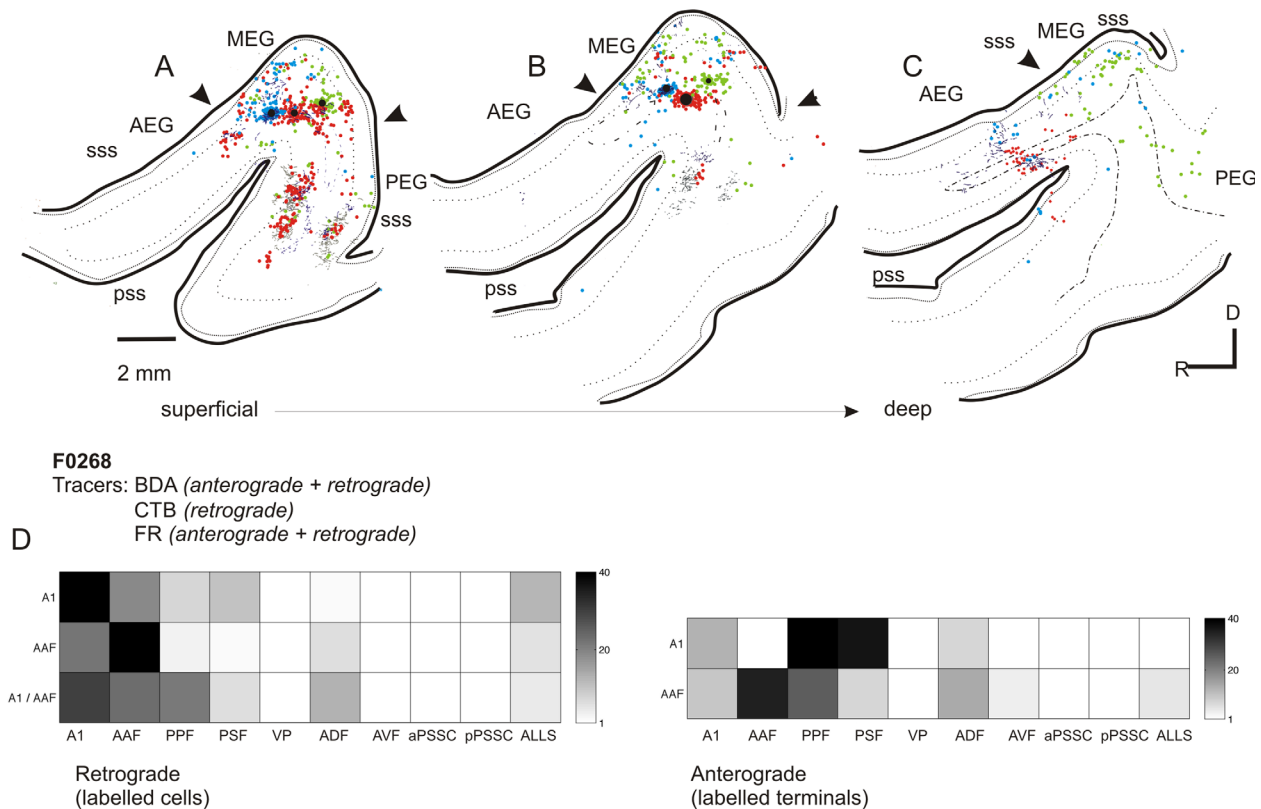 MEG
A
AEG
sss
pss
PEG
sss
2 mm
MEG
B
AEG
pss
sss
MEG
sss
C
AEG
PEG
pss
D
R
superficial
deep
F0268
Tracers: BDA (anterograde + retrograde)
CTB (retrograde)
FR (anterograde + retrograde)
D
A1
AAF
A1 / AAF
A1 AAF PPF PSF VP ADF AVF aPSSC pPSSC ALLS
40
20
1
Retrograde
(labelled cells)
A1
AAF
A1 AAF PPF PSF VP ADF AVF aPSSC pPSSC ALLS
40
20
1
Anterograde
(labelled terminals)